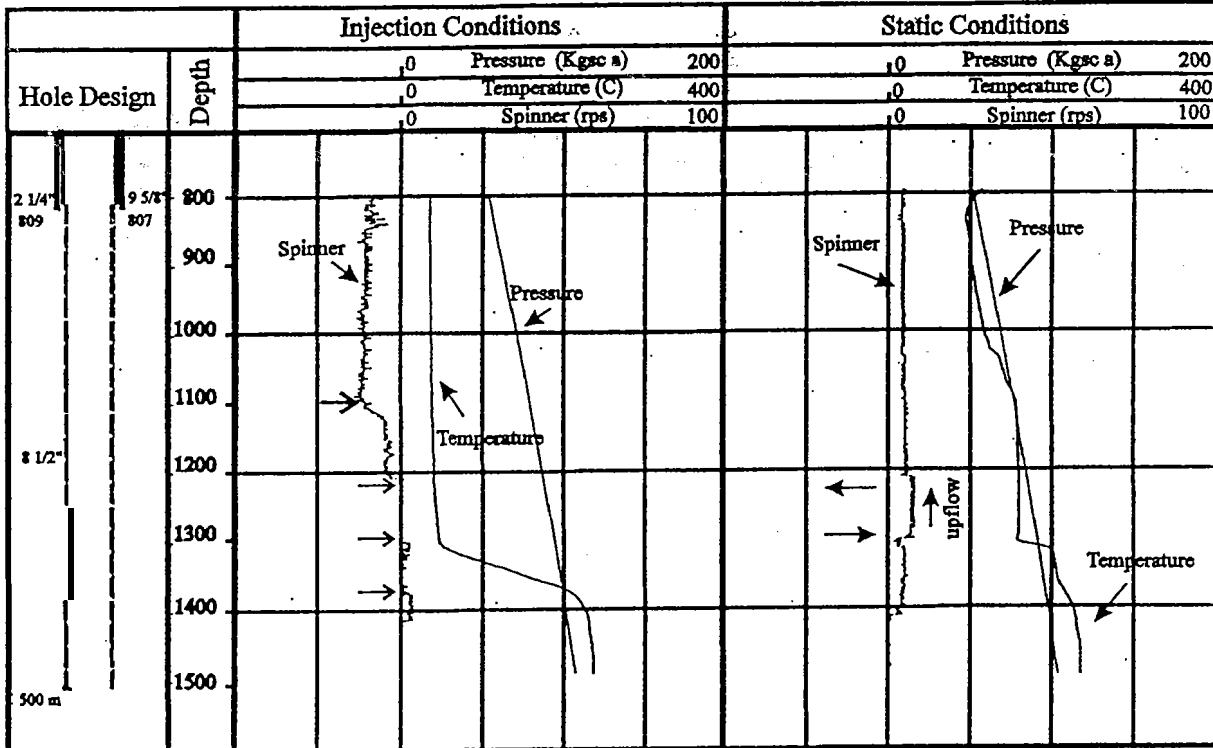 Injection Conditions
Static Conditions
Hole Design
Depth
0 Pressure (Kgsc a) 200
0 Temperature (C) 400
0 Spinner (rps) 100
0 Pressure (Kgsc a) 200
0 Temperature (C) 400
0 Spinner (rps) 100
2 1/4"
809
9 5/8"
807
8 1/2"
500 m
800
900
1000
1100
1200
1300
1400
1500
Spinner
Pressure
Temperature
Spinner
Pressure
upflow
Temperature